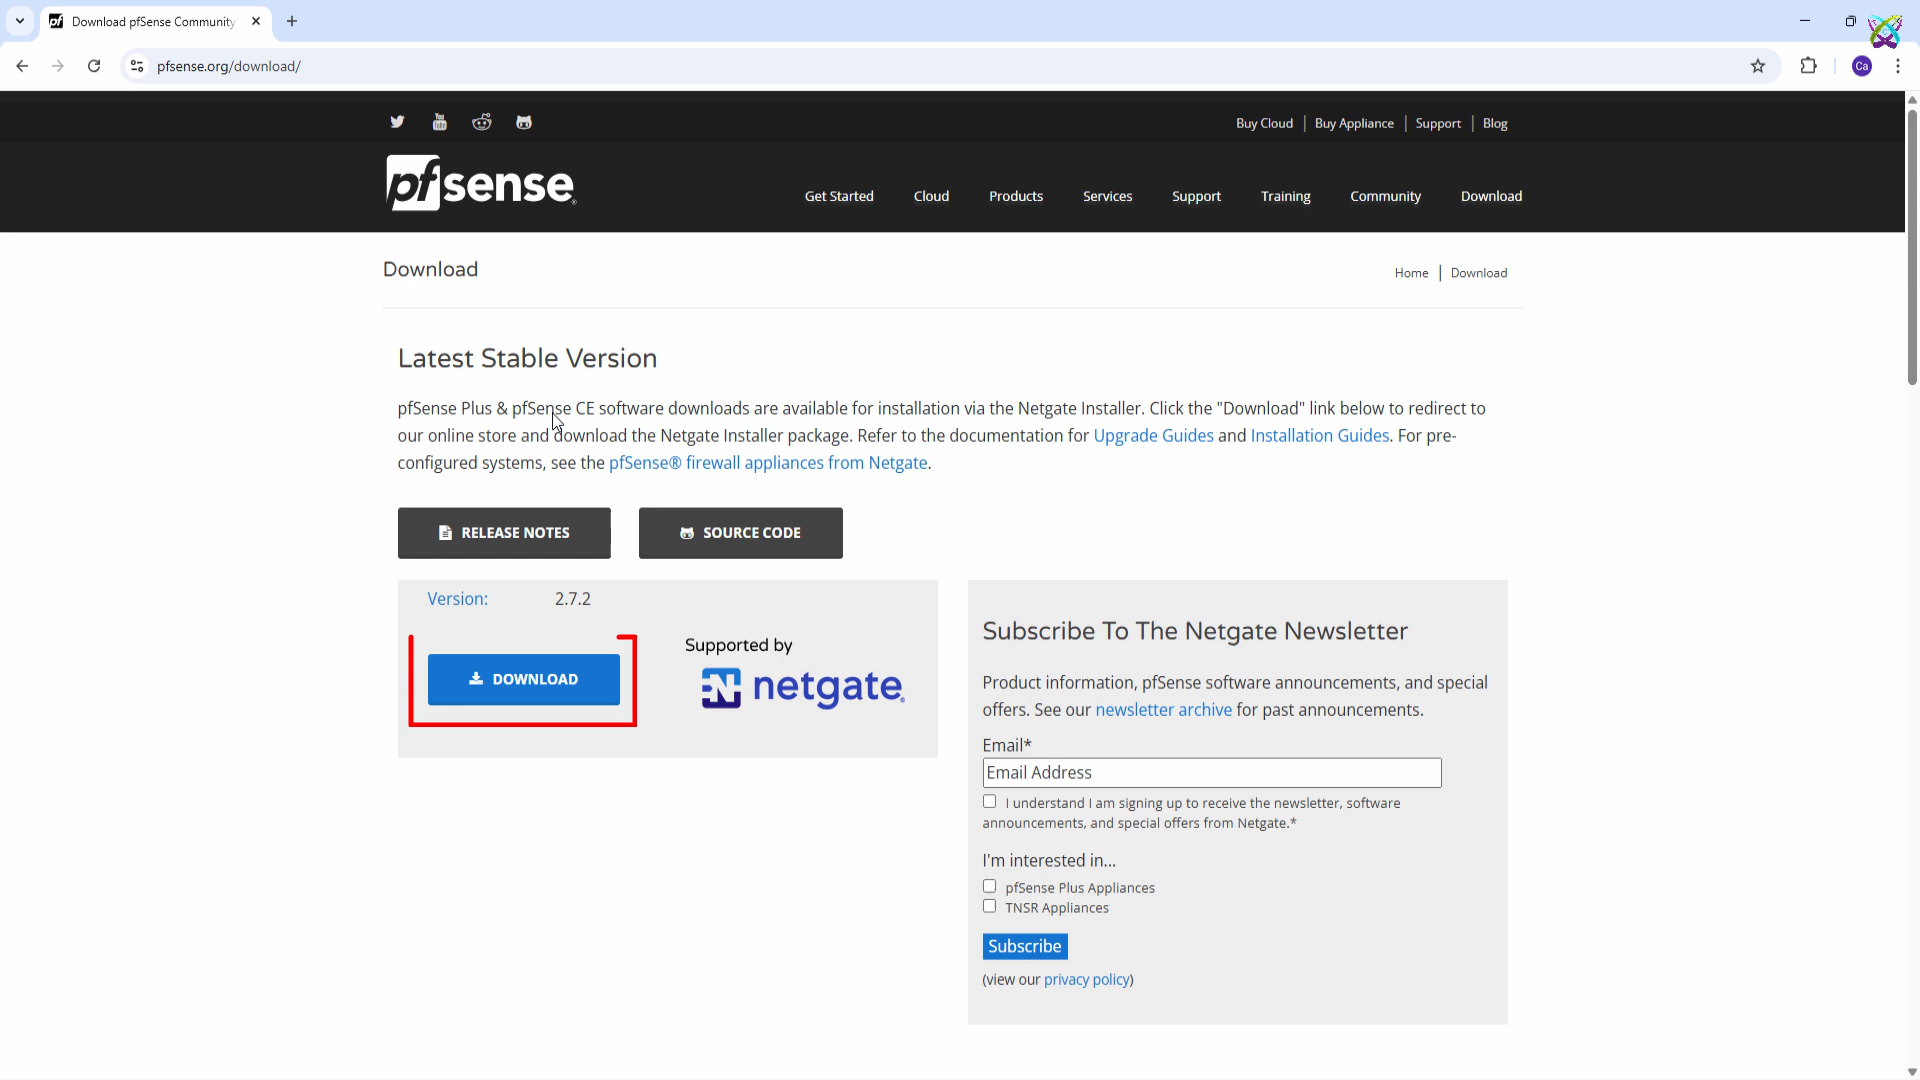 Download pfSense Community
pfsense.org/download/
Ca
Buy Cloud | Buy Appliance | Support | Blog
pfsense
Get Started Cloud Products Services Support Training Community Download
Download
Home | Download
Latest Stable Version
pfSense Plus & pfSense CE software downloads are available for installation via the Netgate Installer. Click the "Download" link below to redirect to
our online store and download the Netgate Installer package. Refer to the documentation for Upgrade Guides and Installation Guides. For pre-
configured systems, see the pfSense® firewall appliances from Netgate.
RELEASE NOTES SOURCE CODE
Version: 2.7.2
DOWNLOAD
Supported by
netgate
Subscribe To The Netgate Newsletter
Product information, pfSense software announcements, and special
offers. See our newsletter archive for past announcements.
Email*
Email Address
I understand I am signing up to receive the newsletter, software
announcements, and special offers from Netgate.*
I'm interested in...
pfSense Plus Appliances
TNSR Appliances
Subscribe
(view our privacy policy)